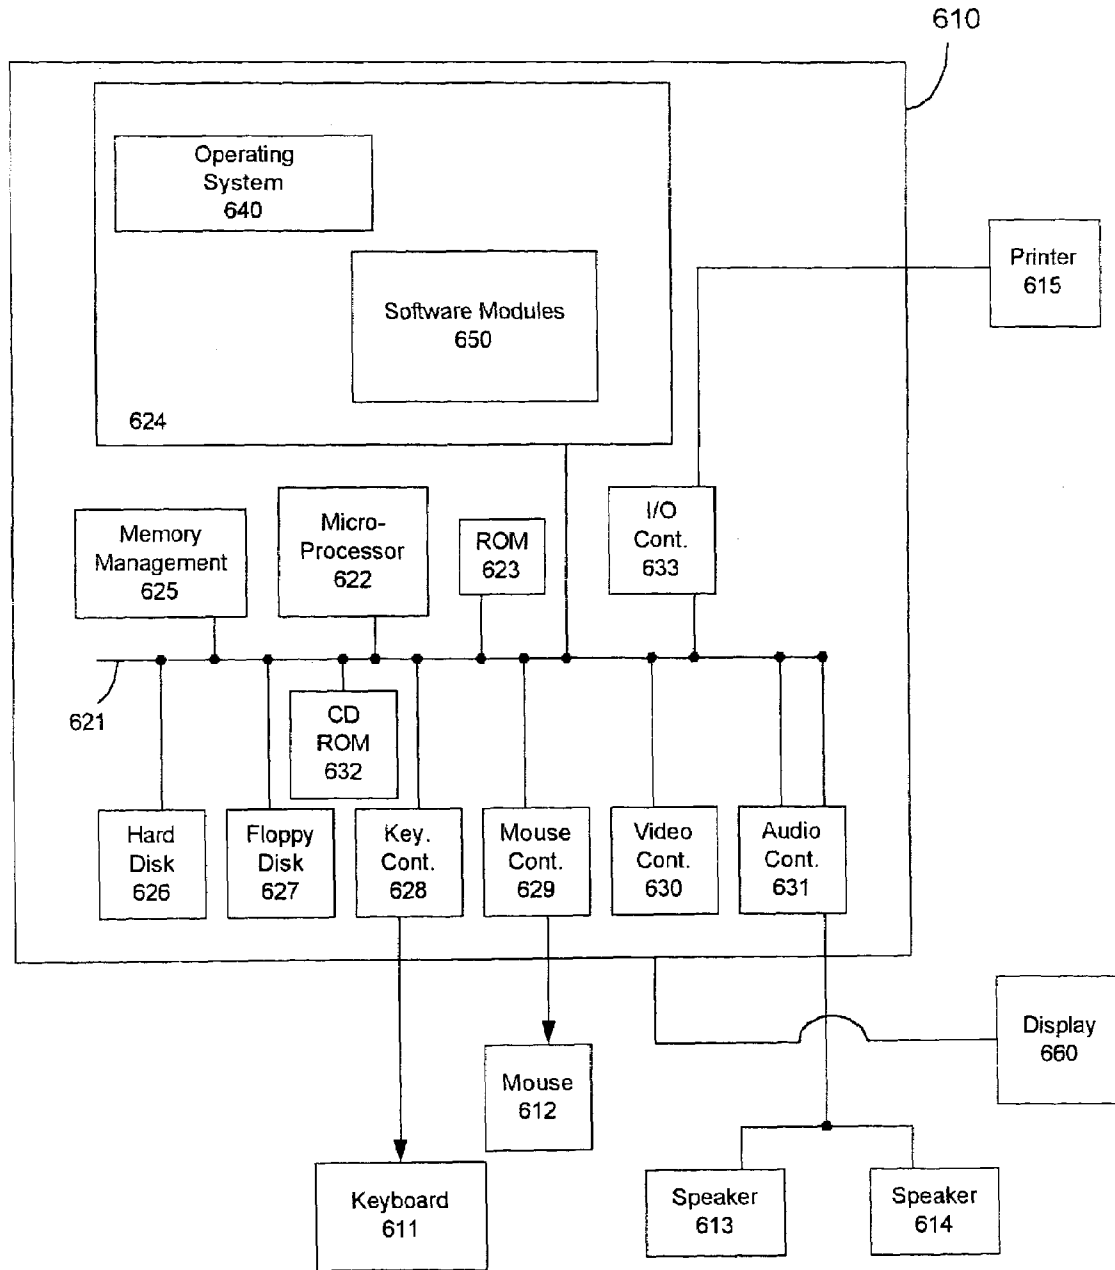 610
Operating
System
640
Printer
615
Software Modules
650
624
Memory
Management
625
Micro-
Processor
622
ROM
623
I/O
Cont.
633
621
CD
ROM
632
Hard
Disk
626
Floppy
Disk
627
Key.
Cont.
628
Mouse
Cont.
629
Video
Cont.
630
Audio
Cont.
631
Display
660
Mouse
612
Keyboard
611
Speaker
613
Speaker
614